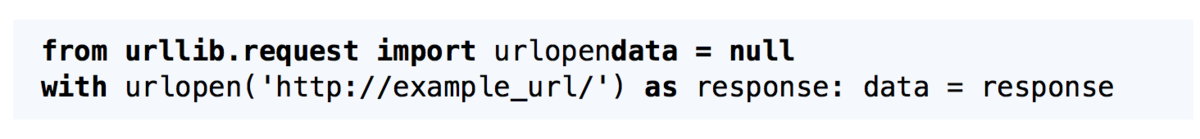 from urllib.request import urlopendata = null
with urlopen('http://example_url/') as response: data = response